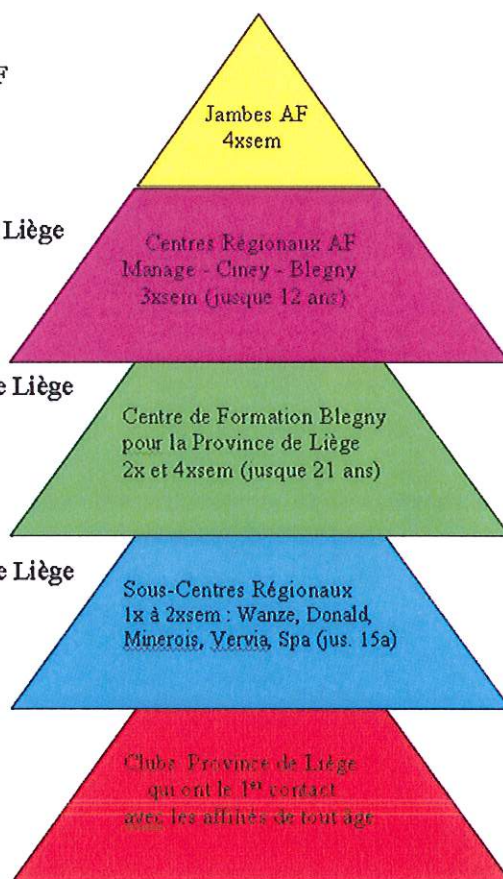 F
Jambes AF
4xsem
Liège
Centres Régionaux AF
Manage - Ciney - Blegny
3xsem (jusque 12 ans)
e Liège
Centre de Formation Blegny
pour la Province de Liège
2x et 4xsem (jusque 21 ans)
e Liège
Sous-Centres Régionaux
1x à 2xsem : Wanze, Donald,
Minerois, Vervia, Spa (jus. 15a)
Clubs Province de Liège
qui ont le 1er contact
avec les affiliés de tout âge